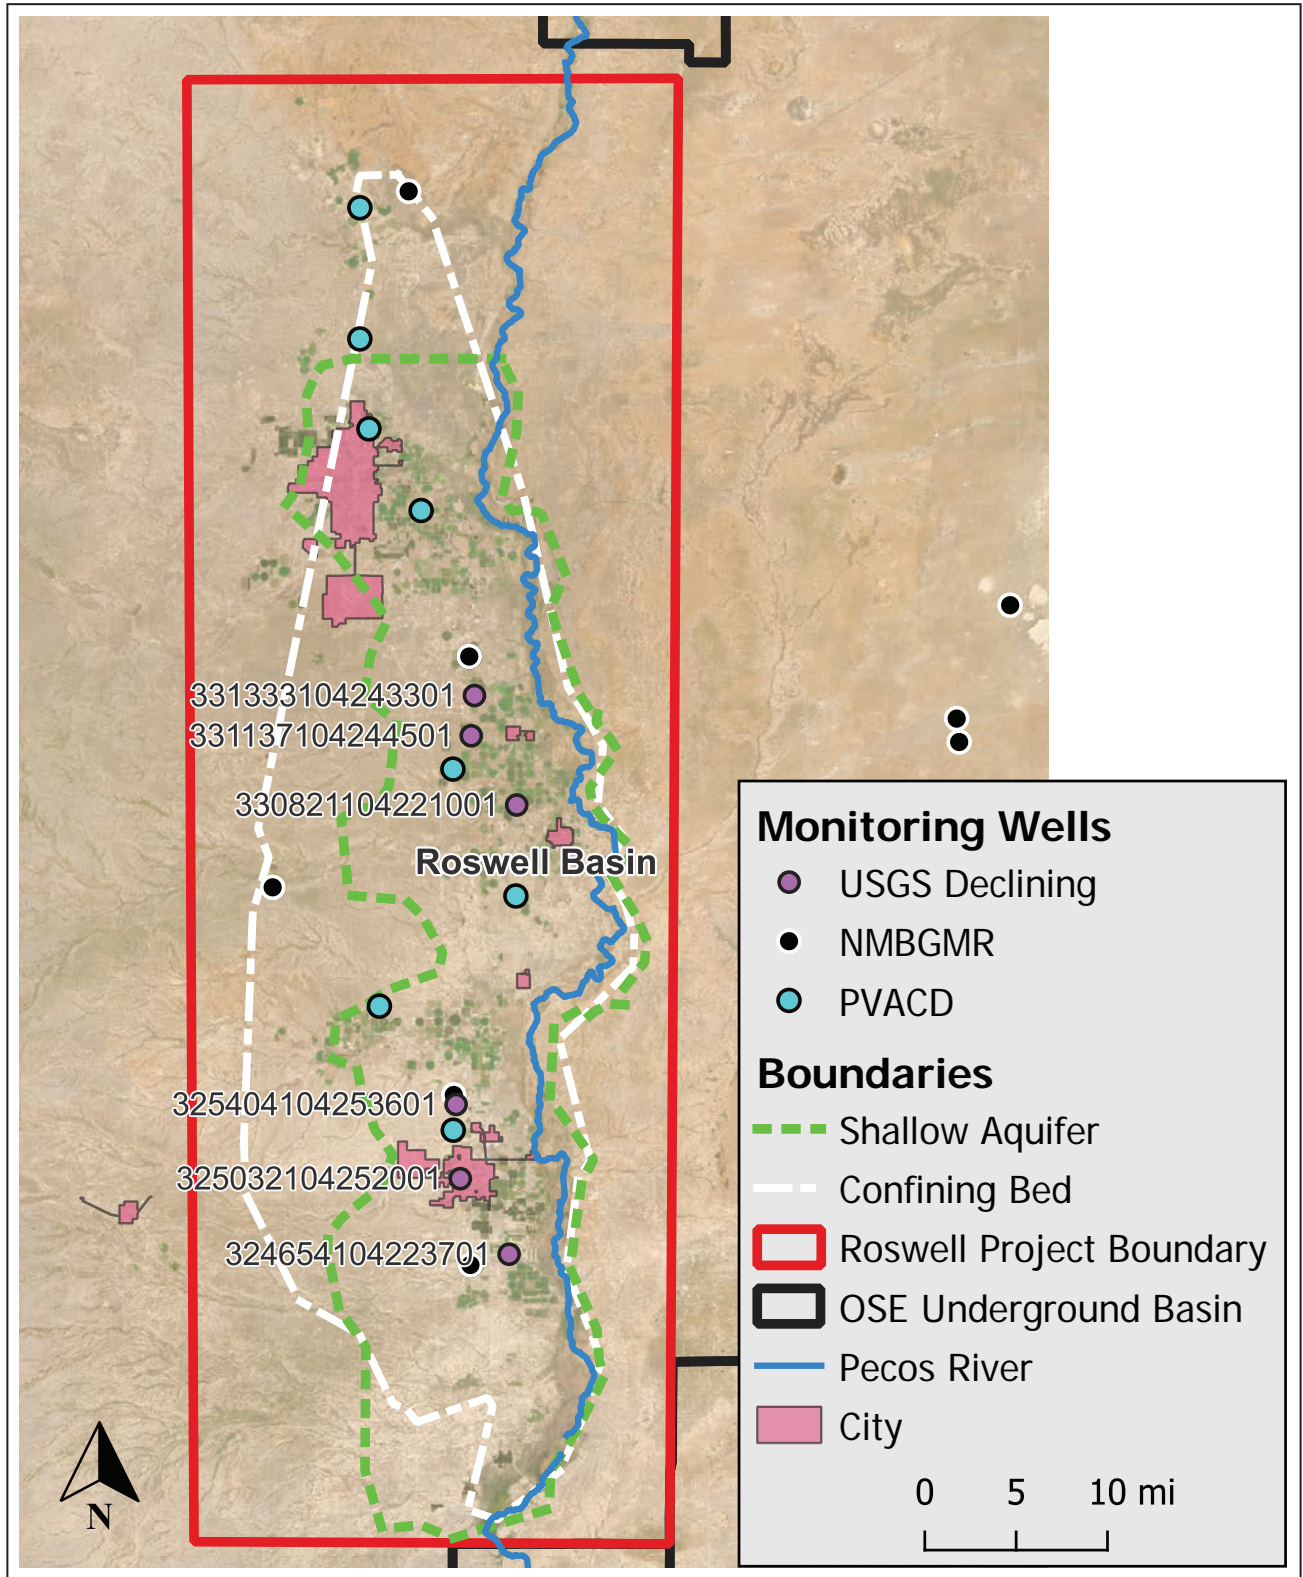 331333104243301
331137104244501
330821104221001
Roswell Basin
325404104253601
325032104252001
324654104223701
N
Monitoring Wells
USGS Declining
NMBGMR
PVACD
Boundaries
Shallow Aquifer
Confining Bed
Roswell Project Boundary
OSE Underground Basin
Pecos River
City
0 5 10 mi